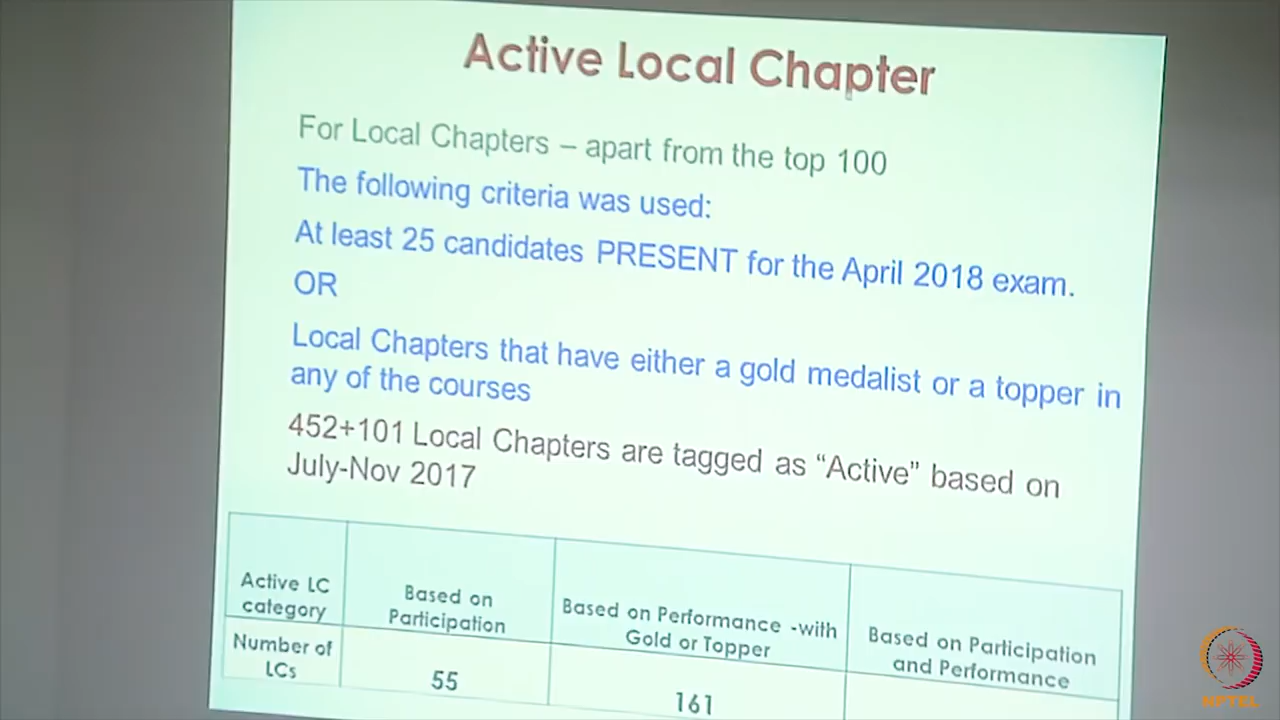 Active Local Chapter
For Local Chapters – apart from the top 100
The following criteria was used:
At least 25 candidates PRESENT for the April 2018 exam.
OR
Local Chapters that have either a gold medalist or a topper in
any of the courses
452+101 Local Chapters are tagged as “Active” based on
July-Nov 2017
Active LC
category
Based on
Participation
Based on Performance -with
Gold or Topper
Based on Participation
and Performance
Number of
LCs
55
161
NPTEL